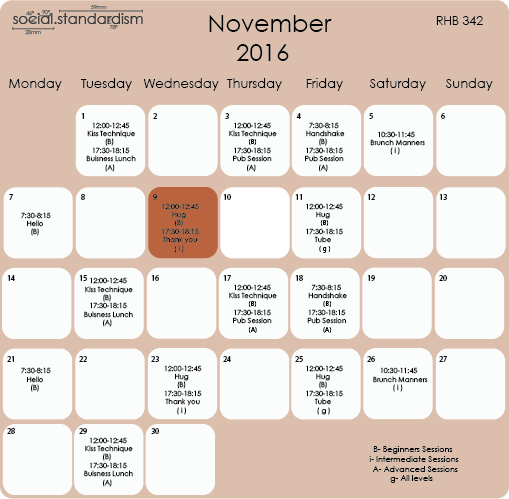 59mm
social.standardism
28mm
November
2016
RHB 342
Monday Tuesday Wednesday Thursday Friday Saturday Sunday
1
12:00-12:45
Kiss Technique
(B)
17:30-18:15
Buisness Lunch
(A)
2
3
12:00-12:45
Kiss Technique
(B)
17:30-18:15
Pub Session
(A)
4
7:30-8:15
Handshake
(B)
17:30-18:15
Pub Session
(A)
5
10:30-11:45
Brunch Manners
( i )
6
7
7:30-8:15
Hello
(B)
8
9
12:00-12:45
Hug
(B)
17:30-18:15
Thank you
( i )
10
11
12:00-12:45
Hug
(B)
17:30-18:15
Tube
( g )
12
13
14
15
12:00-12:45
Kiss Technique
(B)
17:30-18:15
Buisness Lunch
(A)
16
17
12:00-12:45
Kiss Technique
(B)
17:30-18:15
Pub Session
(A)
18
7:30-8:15
Handshake
(B)
17:30-18:15
Pub Session
(A)
19
20
21
7:30-8:15
Hello
(B)
22
23
12:00-12:45
Hug
(B)
17:30-18:15
Thank you
( i )
24
25
12:00-12:45
Hug
(B)
17:30-18:15
Tube
( g )
26
10:30-11:45
Brunch Manners
( i )
27
28
29
12:00-12:45
Kiss Technique
(B)
17:30-18:15
Buisness Lunch
(A)
30
B- Beginners Sessions
i- Intermediate Sessions
A- Advanced Sessions
g- All levels